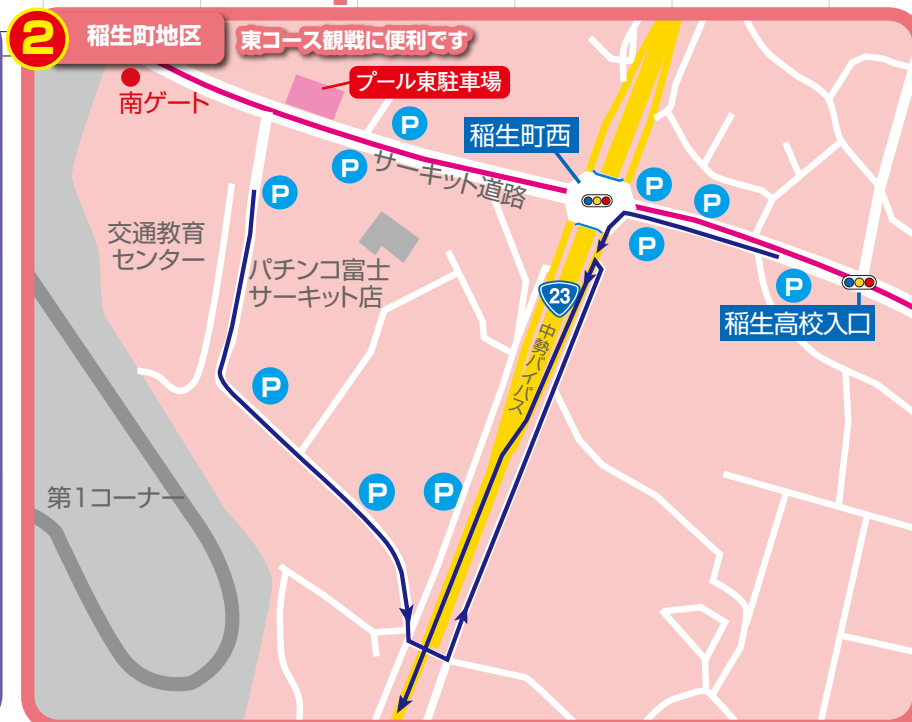 2
稲生町地区
東コース観戦に便利です
プール東駐車場
南ゲート
P
稲生町西
P
サーキット道路
P
P
P
交通教育
センター
P
パチンコ富士
サーキット店
P
23
稲生高校入口
中勢バイパス
P
第1コーナー
P
P